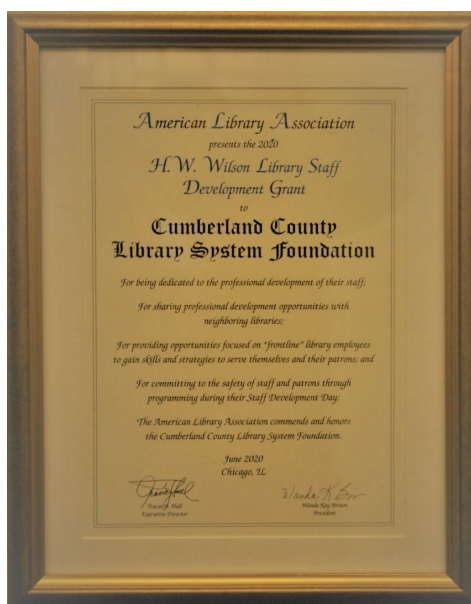 American Library Association
presents the 2020
H.W. Wilson Library Staff
Development Grant
to
Cumberland County
Library System Foundation
For being dedicated to the professional development of their staff;
For sharing professional development opportunities with
neighboring libraries;
For providing opportunities focused on "frontline" library employees
to gain skills and strategies to serve themselves and their patrons; and
For committing to the safety of staff and patrons through
programming during their Staff Development Day;
The American Library Association commends and honors
the Cumberland County Library System Foundation.
June 2020
Chicago, IL
Wanda K
Hall
Wanda Kay Brown
Executive Director
President